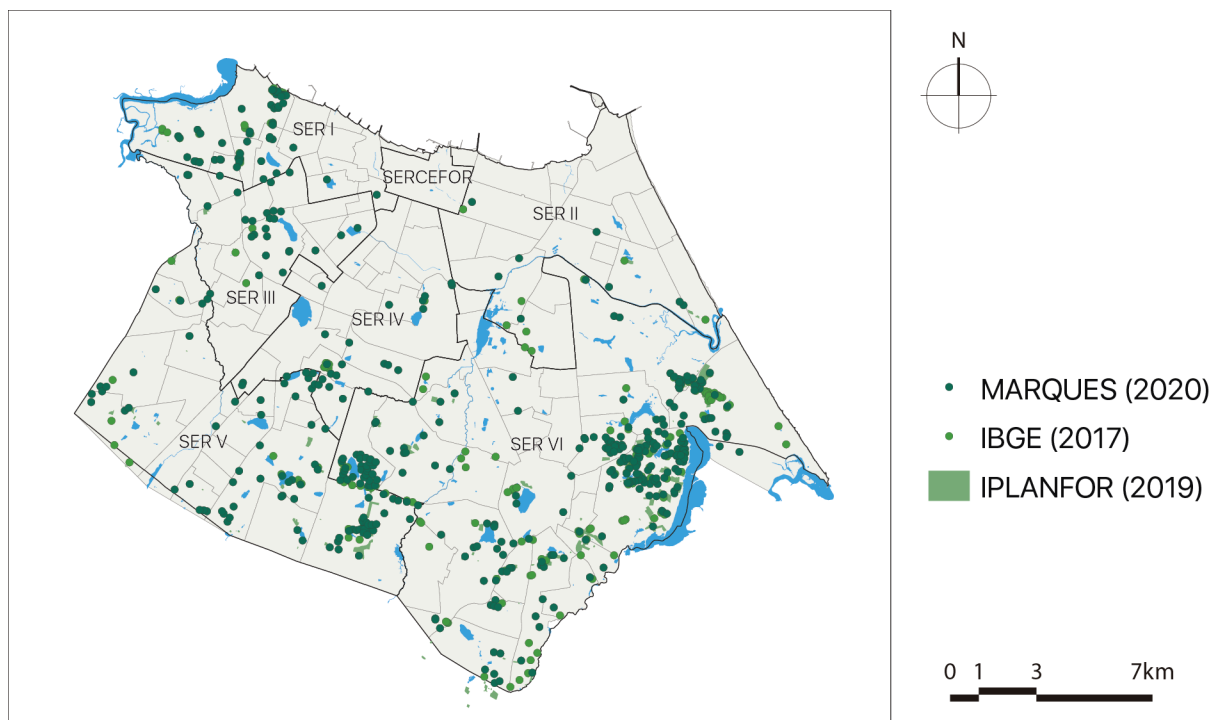 N
SER I
SERCEFOR
SER II
SER III
SER IV
SER V
SER VI
MARQUES (2020)
IBGE (2017)
IPLANFOR (2019)
0 1 3 7km